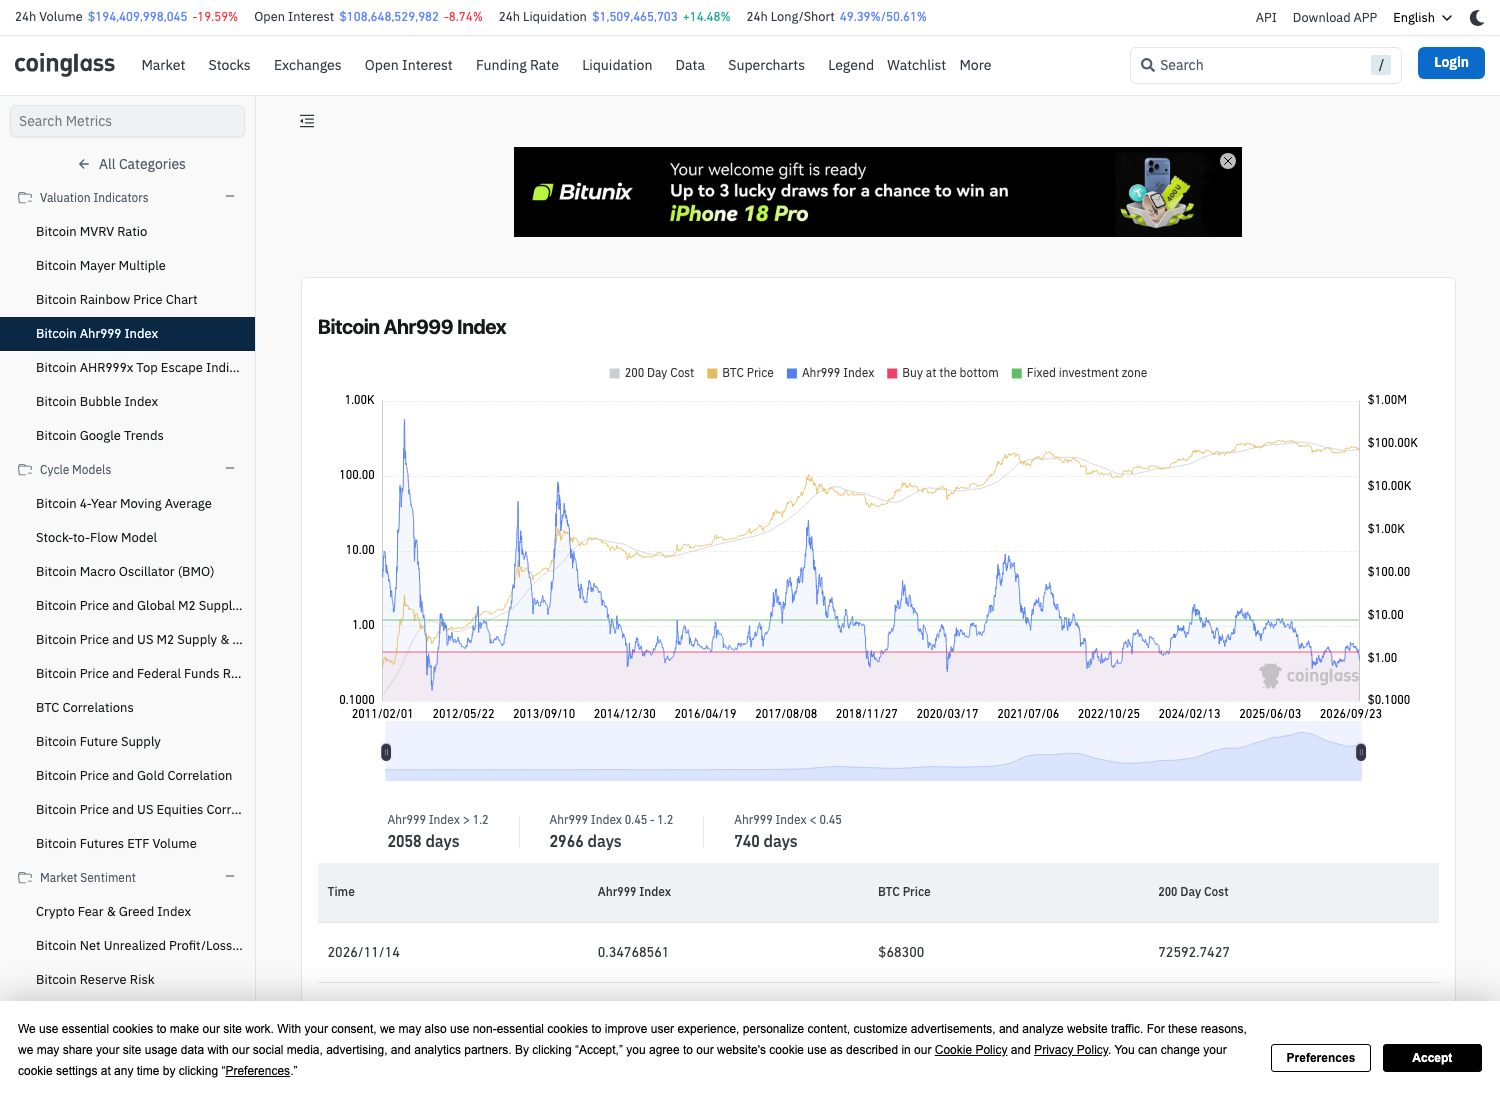 24h Volume $194,409,998,045 -19.59% Open Interest $108,648,529,982 -8.74% 24h Liquidation $1,509,465,703 +14.48% 24h Long/Short 49.39%/50.61% API Download APP English
coinglass Market Stocks Exchanges Open Interest Funding Rate Liquidation Data Supercharts Legend Watchlist More Search / Login
Search Metrics
All Categories
Valuation Indicators
Bitcoin MVRV Ratio
Bitcoin Mayer Multiple
Bitcoin Rainbow Price Chart
Bitcoin Ahr999 Index
Bitcoin AHR999x Top Escape Indi...
Bitcoin Bubble Index
Bitcoin Google Trends
Cycle Models
Bitcoin 4-Year Moving Average
Stock-to-Flow Model
Bitcoin Macro Oscillator (BMO)
Bitcoin Price and Global M2 Suppl...
Bitcoin Price and US M2 Supply & ...
Bitcoin Price and Federal Funds R...
BTC Correlations
Bitcoin Future Supply
Bitcoin Price and Gold Correlation
Bitcoin Price and US Equities Corr...
Bitcoin Futures ETF Volume
Market Sentiment
Crypto Fear & Greed Index
Bitcoin Net Unrealized Profit/Loss...
Bitcoin Reserve Risk
Bitunix
Your welcome gift is ready
Up to 3 lucky draws for a chance to win an
iPhone 18 Pro
400 U
Bitcoin Ahr999 Index
200 Day Cost BTC Price Ahr999 Index Buy at the bottom Fixed investment zone
1.00K $1.00M
$100.00K
100.00
$10.00K
$1.00K
10.00
$100.00
$10.00
1.00
$1.00
coinglass
0.1000 $0.1000
2011/02/01 2012/05/22 2013/09/10 2014/12/30 2016/04/19 2017/08/08 2018/11/27 2020/03/17 2021/07/06 2022/10/25 2024/02/13 2025/06/03 2026/09/23
Ahr999 Index > 1.2 Ahr999 Index 0.45 - 1.2 Ahr999 Index < 0.45
2058 days 2966 days 740 days
Time Ahr999 Index BTC Price 200 Day Cost
2026/11/14 0.34768561 $68300 72592.7427
We use essential cookies to make our site work. With your consent, we may also use non-essential cookies to improve user experience, personalize content, customize advertisements, and analyze website traffic. For these reasons,
we may share your site usage data with our social media, advertising, and analytics partners. By clicking “Accept,” you agree to our website's cookie use as described in our Cookie Policy and Privacy Policy. You can change your
cookie settings at any time by clicking “Preferences.”
Preferences Accept